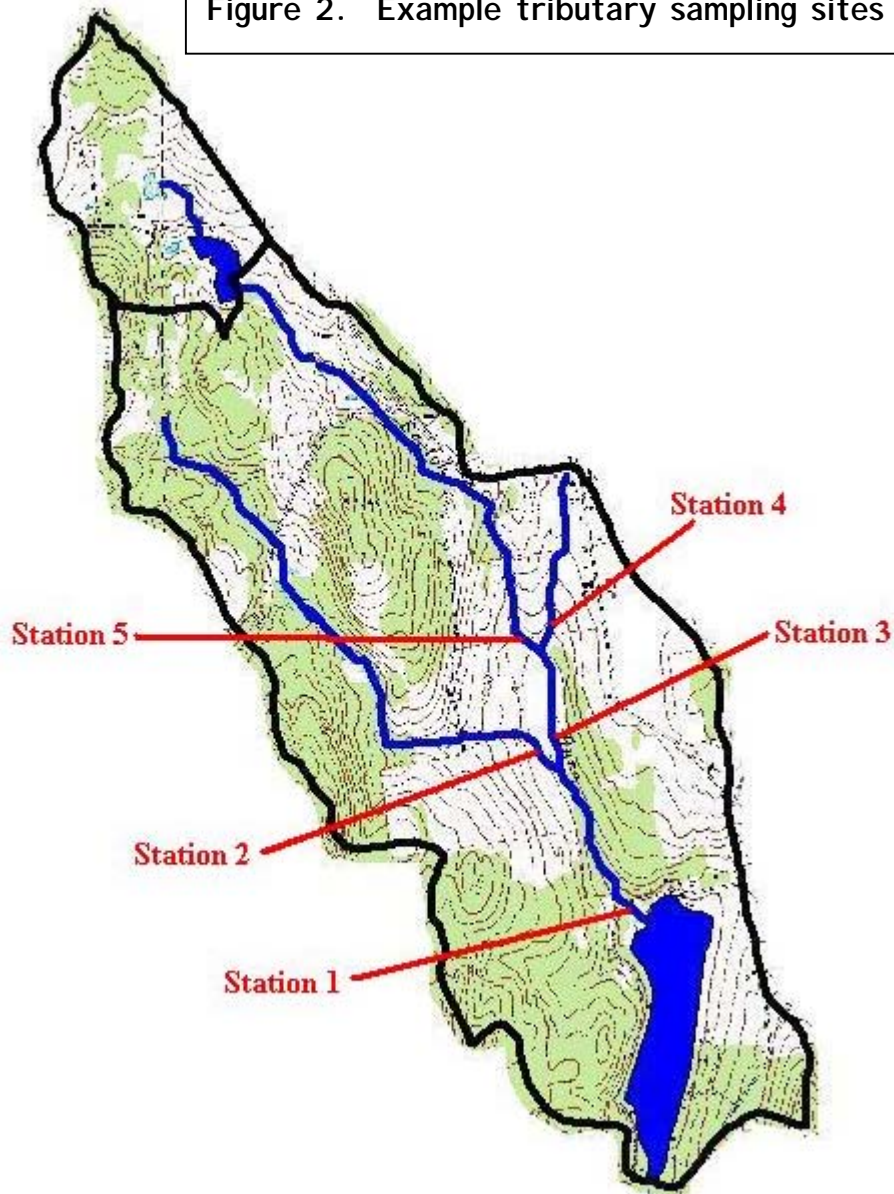 Figure 2. Example tributary sampling sites
Station 4
Station 5
Station 3
Station 2
Station 1